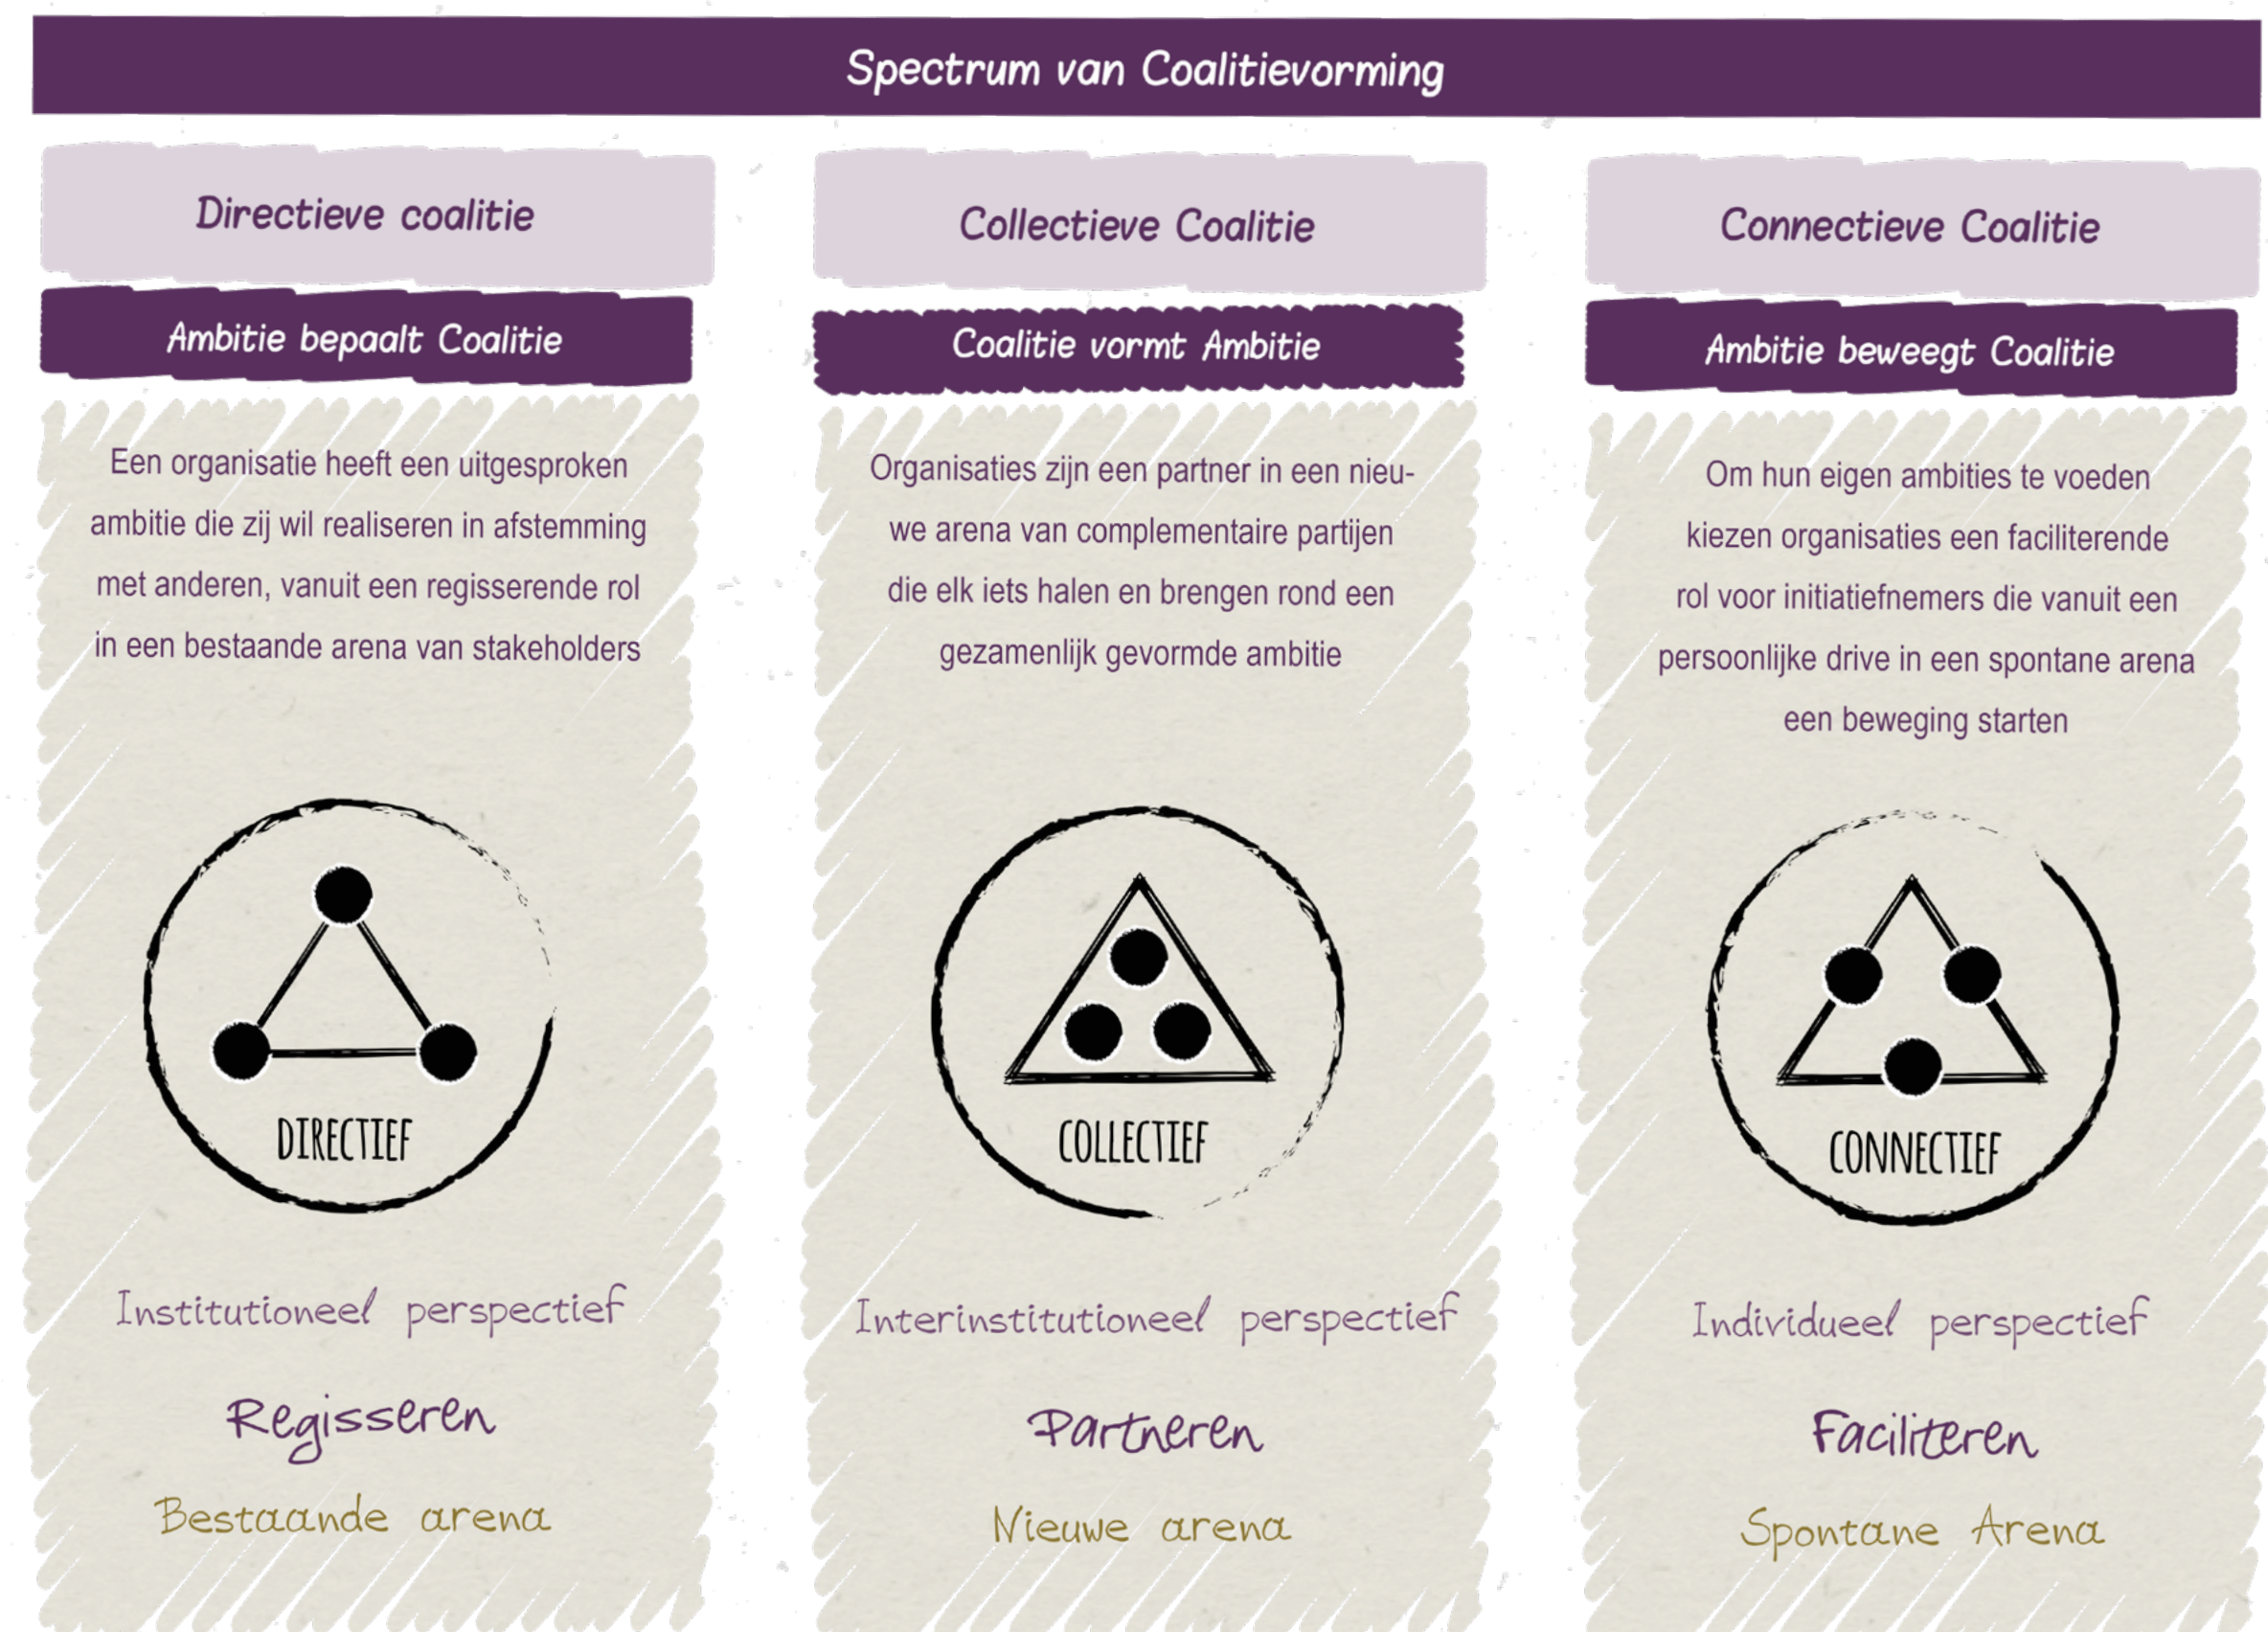 Spectrum van Coalitievorming
Directieve coalitie
Ambitie bepaalt Coalitie
Een organisatie heeft een uitgesproken
ambitie die zij wil realiseren in afstemming
met anderen, vanuit een regisserende rol
in een bestaande arena van stakeholders
DIRECTIEF
Institutioneel perspectief
Regisseren
Bestaande arena
Collectieve Coalitie
Coalitie vormt Ambitie
Organisaties zijn een partner in een nieu-
we arena van complementaire partijen
die elk iets halen en brengen rond een
gezamenlijk gevormde ambitie
COLLECTIEF
Interinstitutioneel perspectief
Partneren
Nieuwe arena
Connectieve Coalitie
Ambitie beweegt Coalitie
Om hun eigen ambities te voeden
kiezen organisaties een faciliterende
rol voor initiatiefnemers die vanuit een
persoonlijke drive in een spontane arena
een beweging starten
CONNECTIEF
Individueel perspectief
Faciliteren
Spontane Arena